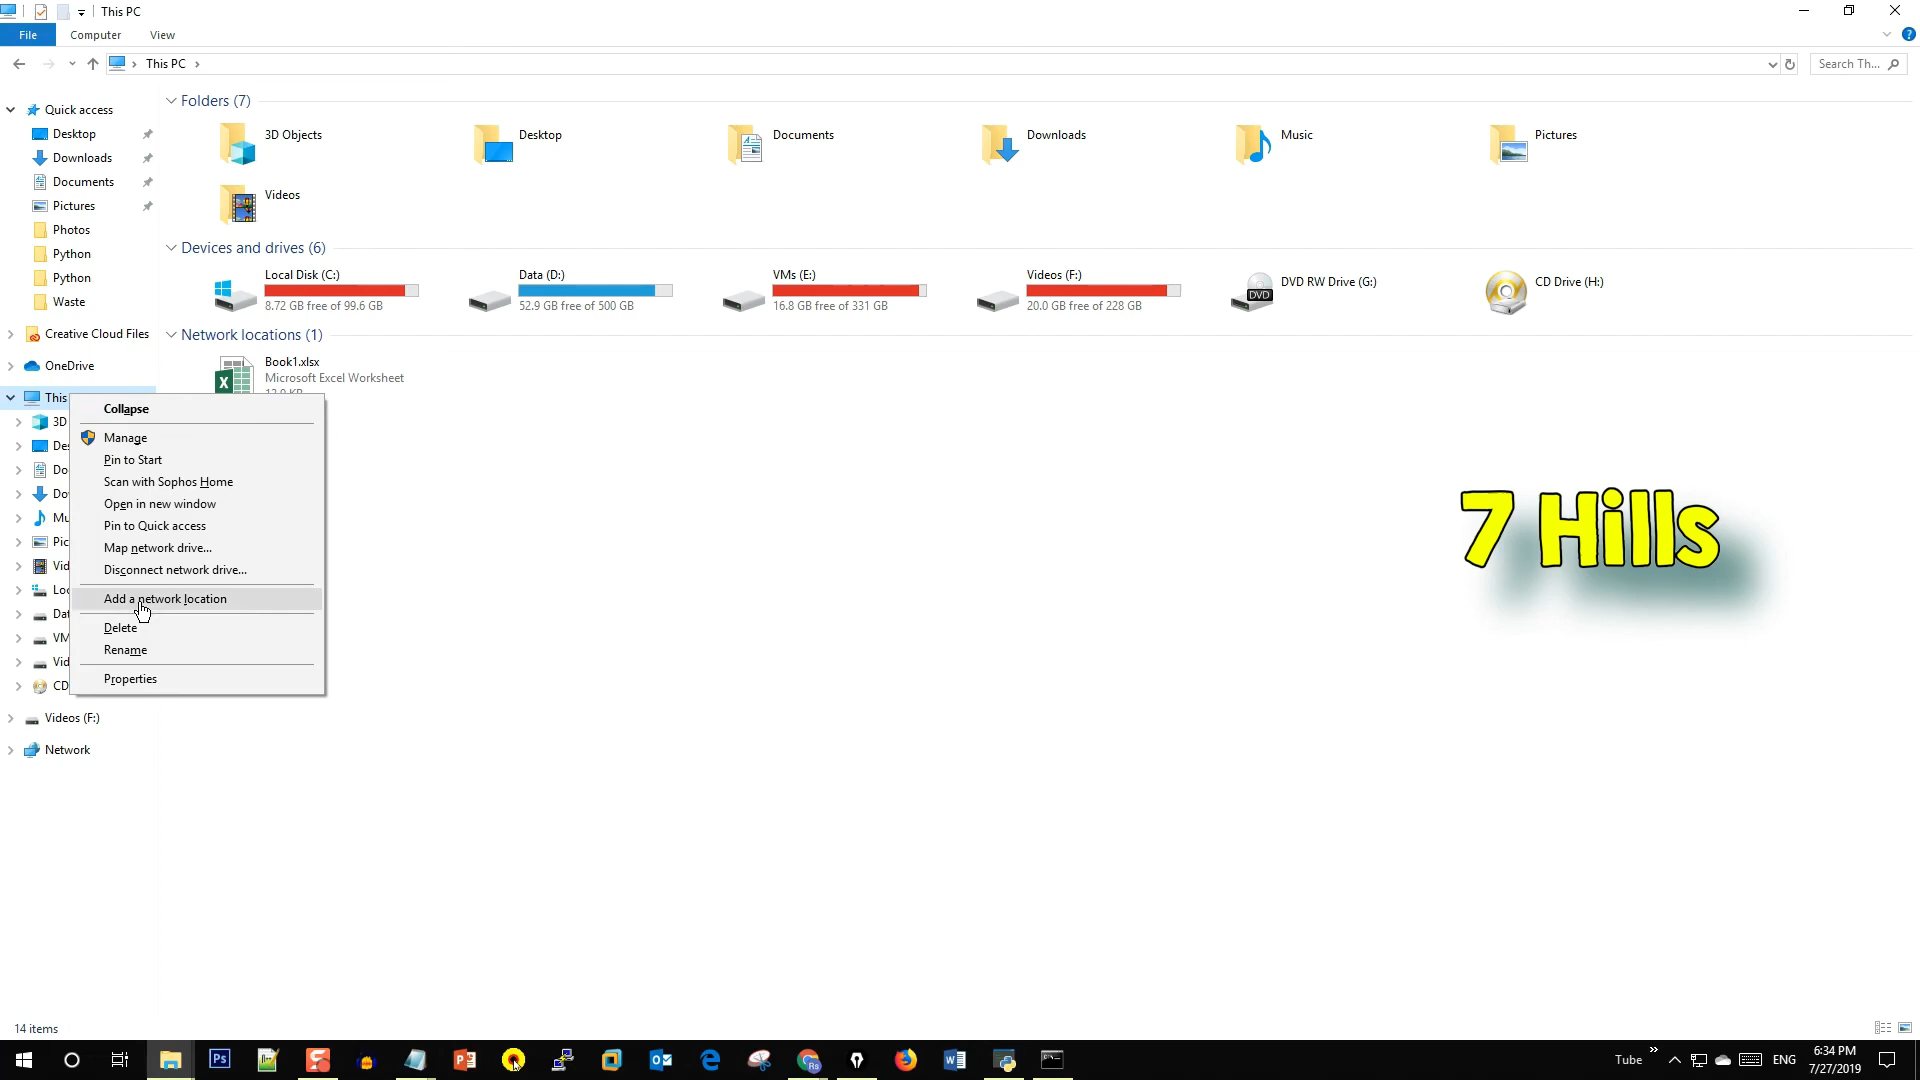 This PC
File
Computer
View
This PC
Search Th...
Quick access
Desktop
Downloads
Documents
Pictures
Photos
Python
Python
Waste
Creative Cloud Files
OneDrive
This
3D
Des
Do
Dov
Mu
Pic
Vid
Loc
Dat
VM
Vid
CD
Videos (F:)
Network
Folders (7)
3D Objects
Desktop
Documents
Downloads
Music
Pictures
Videos
Devices and drives (6)
Local Disk (C:)
8.72 GB free of 99.6 GB
Data (D:)
52.9 GB free of 500 GB
VMs (E:)
16.8 GB free of 331 GB
Videos (F:)
20.0 GB free of 228 GB
DVD
DVD RW Drive (G:)
CD Drive (H:)
Network locations (1)
X
Book1.xlsx
Microsoft Excel Worksheet
Collapse
Manage
Pin to Start
Scan with Sophos Home
Open in new window
Pin to Quick access
Map network drive...
Disconnect network drive...
Add a network location
Delete
Rename
Properties
7 Hills
14 items
Ps
Rs
Tube
ENG
6:34 PM
7/27/2019